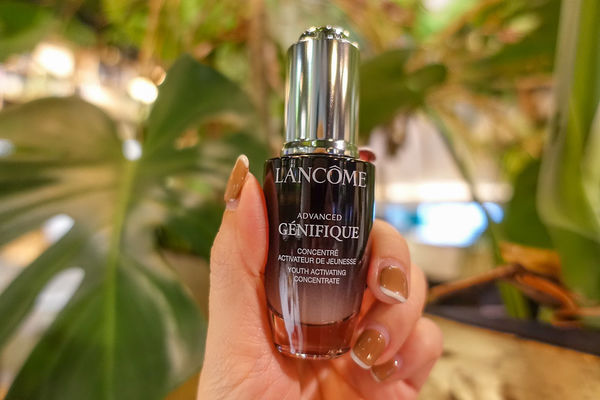 LANCÔME
ADVANCED
GÉNIFIQUE
CONCENTRÉ
ACTIVATEUR DE JEUNESSE
YOUTH ACTIVATING
CONCENTRATE